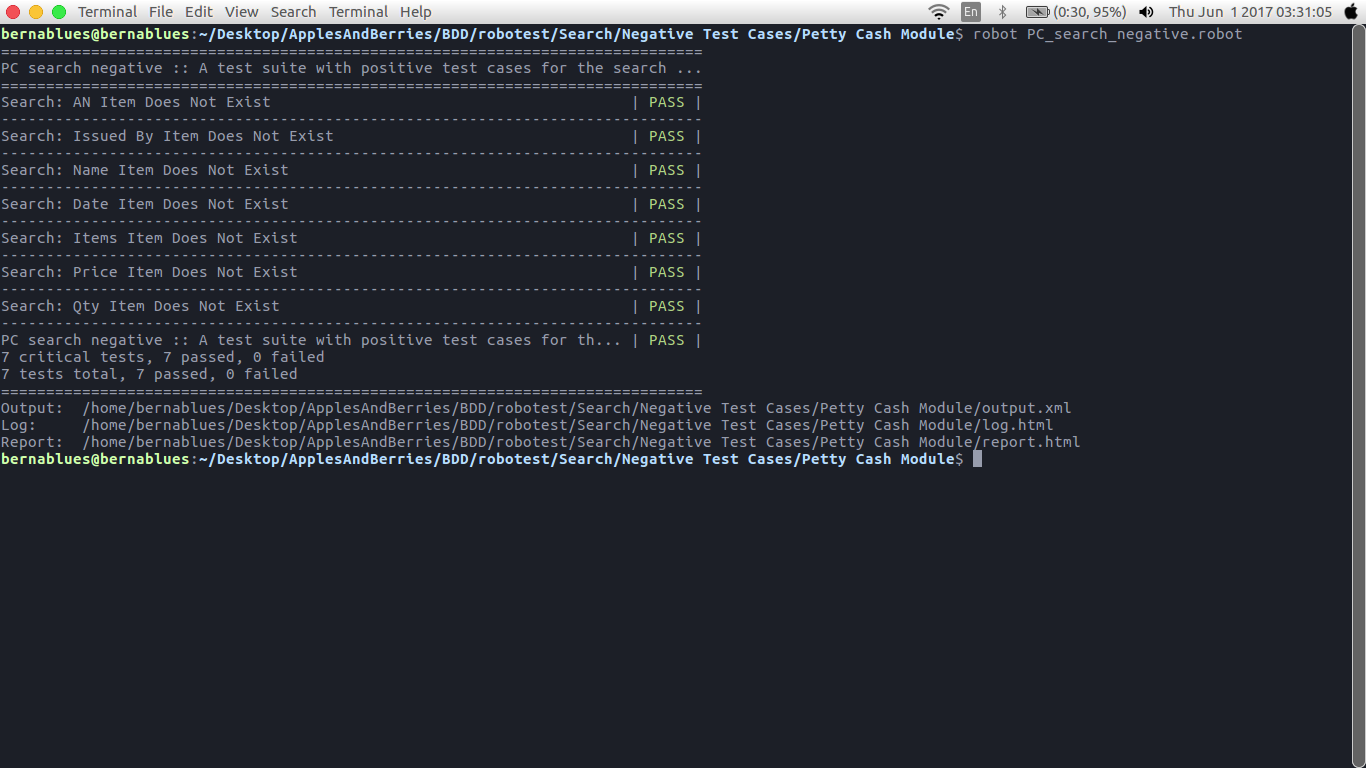 Terminal File Edit View Search Terminal Help En (0:30, 95%) Thu Jun 1 2017 03:31:05
bernablues@bernablues:~/Desktop/ApplesAndBerries/BDD/robotest/Search/Negative Test Cases/Petty Cash Module$ robot PC_search_negative.robot
==============================================================================
PC search negative :: A test suite with positive test cases for the search ...
==============================================================================
Search: AN Item Does Not Exist | PASS |
------------------------------------------------------------------------------
Search: Issued By Item Does Not Exist | PASS |
------------------------------------------------------------------------------
Search: Name Item Does Not Exist | PASS |
------------------------------------------------------------------------------
Search: Date Item Does Not Exist | PASS |
------------------------------------------------------------------------------
Search: Items Item Does Not Exist | PASS |
------------------------------------------------------------------------------
Search: Price Item Does Not Exist | PASS |
------------------------------------------------------------------------------
Search: Qty Item Does Not Exist | PASS |
------------------------------------------------------------------------------
PC search negative :: A test suite with positive test cases for th... | PASS |
7 critical tests, 7 passed, 0 failed
7 tests total, 7 passed, 0 failed
==============================================================================
Output: /home/bernablues/Desktop/ApplesAndBerries/BDD/robotest/Search/Negative Test Cases/Petty Cash Module/output.xml
Log: /home/bernablues/Desktop/ApplesAndBerries/BDD/robotest/Search/Negative Test Cases/Petty Cash Module/log.html
Report: /home/bernablues/Desktop/ApplesAndBerries/BDD/robotest/Search/Negative Test Cases/Petty Cash Module/report.html
bernablues@bernablues:~/Desktop/ApplesAndBerries/BDD/robotest/Search/Negative Test Cases/Petty Cash Module$